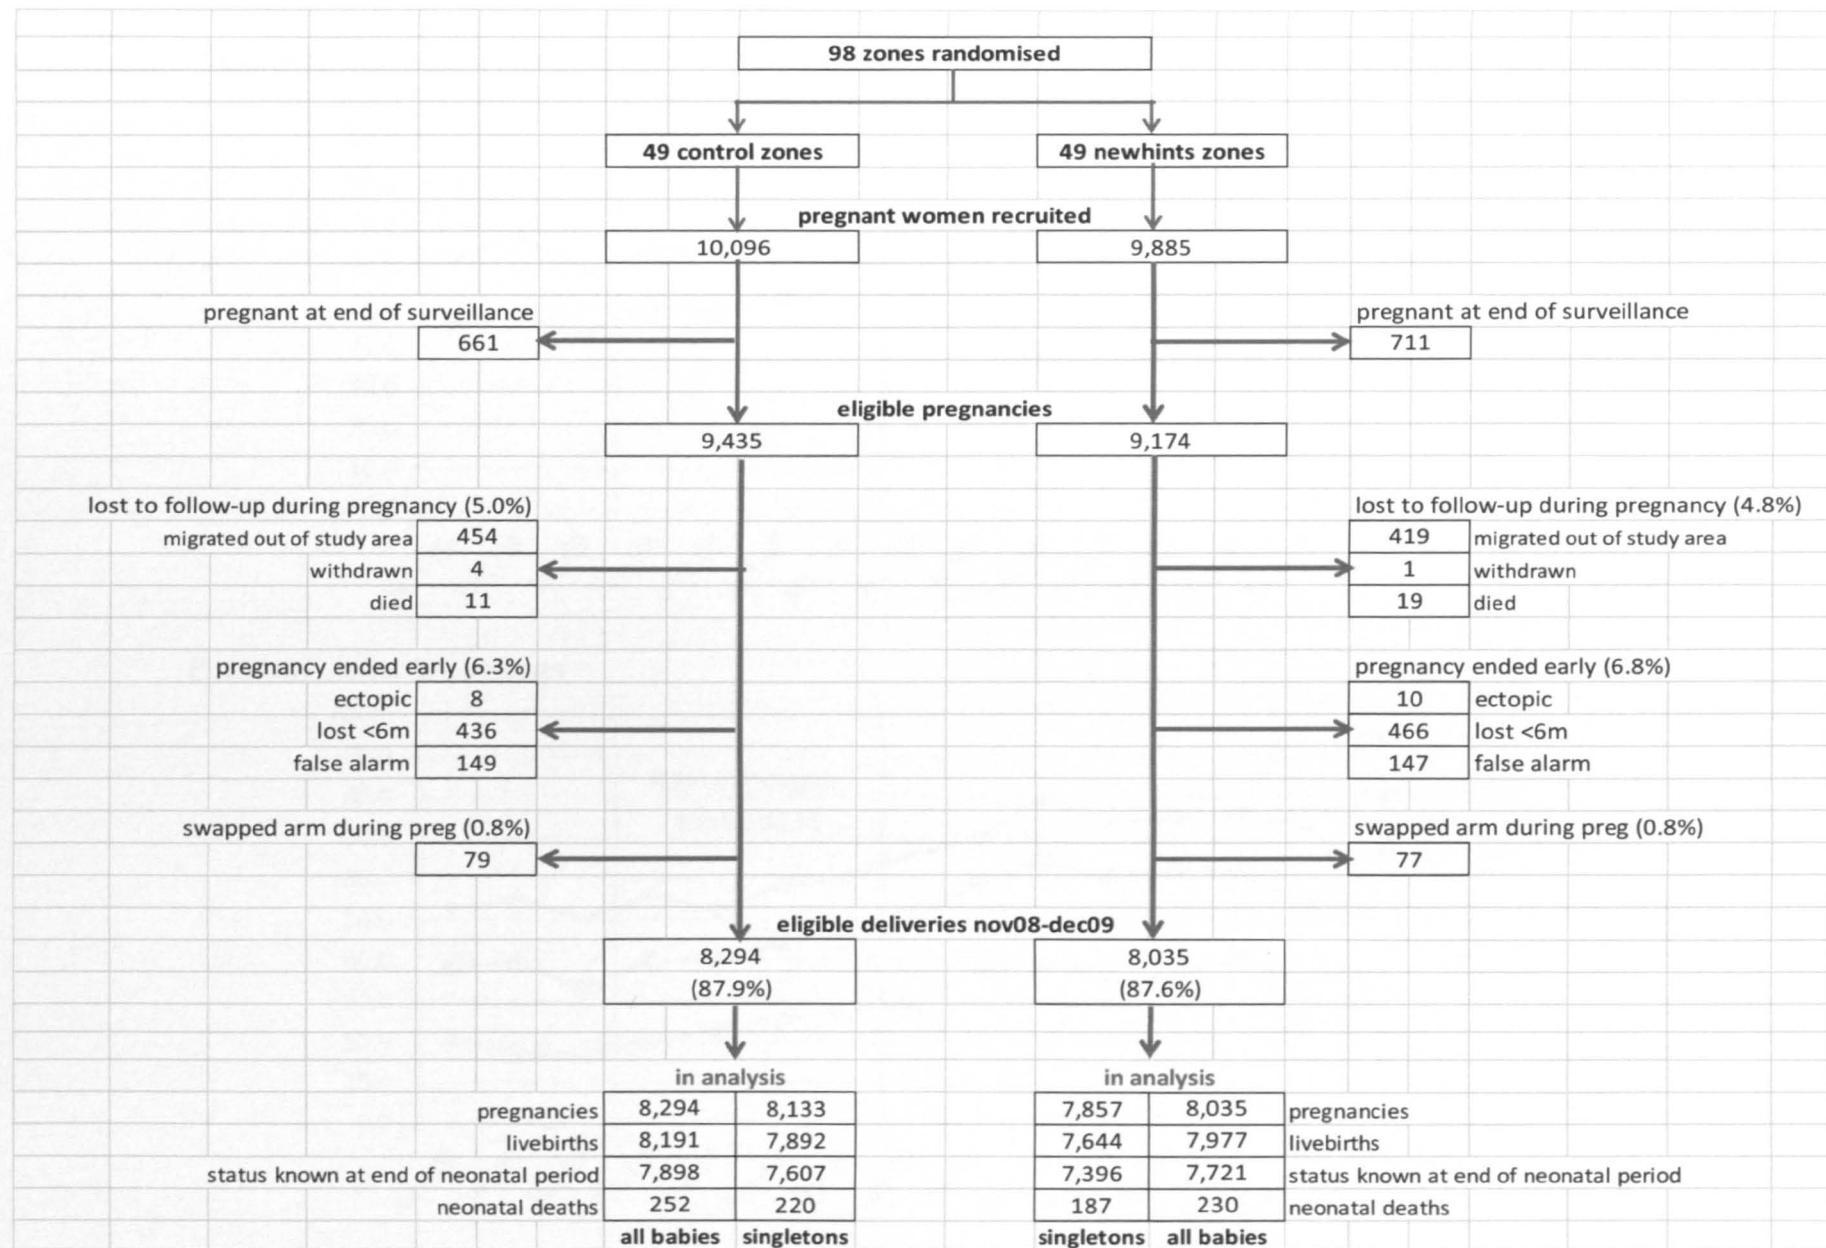 98 zones randomised
49 control zones 49 newhints zones
pregnant women recruited
10,096 9,885
pregnant at end of surveillance pregnant at end of surveillance
661 711
eligible pregnancies
9,435 9,174
lost to follow-up during pregnancy (5.0%) lost to follow-up during pregnancy (4.8%)
migrated out of study area 454 419 migrated out of study area
withdrawn 4 1 withdrawn
died 11 19 died
pregnancy ended early (6.3%) pregnancy ended early (6.8%)
ectopic 8 10 ectopic
lost <6m 436 466 lost <6m
false alarm 149 147 false alarm
swapped arm during preg (0.8%) swapped arm during preg (0.8%)
79 77
eligible deliveries nov08-dec09
8,294 8,035
(87.9%) (87.6%)
in analysis in analysis
pregnancies 8,294 8,133 7,857 8,035 pregnancies
livebirths 8,191 7,892 7,644 7,977 livebirths
status known at end of neonatal period 7,898 7,607 7,396 7,721 status known at end of neonatal period
neonatal deaths 252 220 187 230 neonatal deaths
all babies singletons singletons all babies